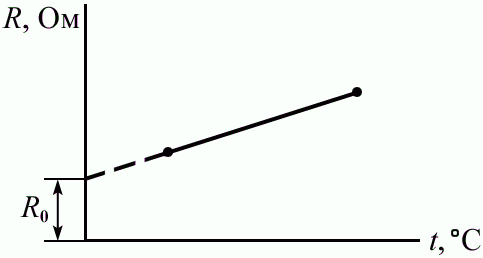 R, Ом
R₀
t, °C